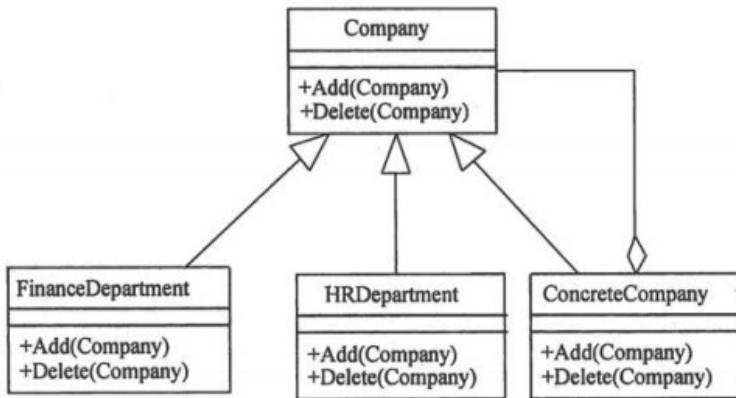 Company
+Add(Company)
+Delete(Company)
FinanceDepartment
+Add(Company)
+Delete(Company)
HRDepartment
+Add(Company)
+Delete(Company)
ConcreteCompany
+Add(Company)
+Delete(Company)